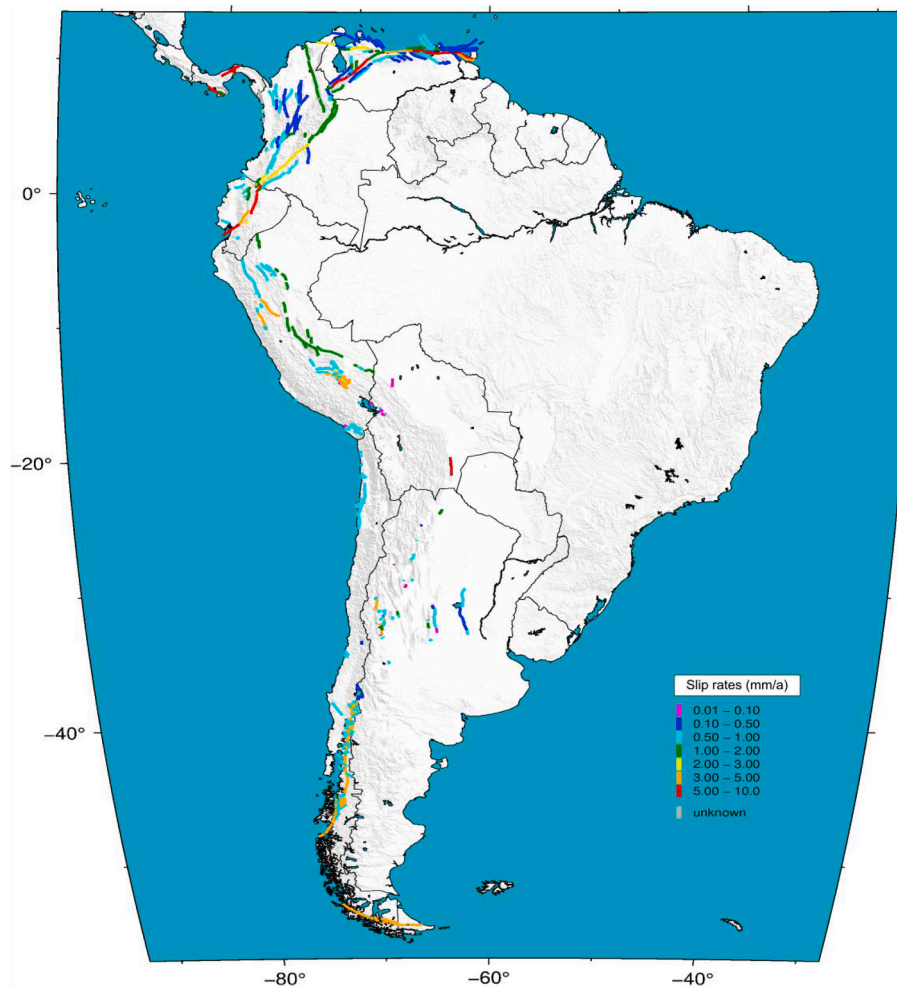 0°
−20°
−40°
Slip rates (mm/a)
0.01 – 0.10
0.10 – 0.50
0.50 – 1.00
1.00 – 2.00
2.00 – 3.00
3.00 – 5.00
5.00 – 10.0
unknown
−80°
−60°
−40°